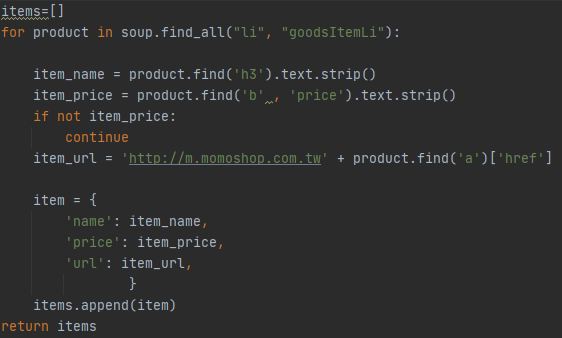 items=[]
for product in soup.find_all("li", "goodsItemLi"):
item_name = product.find('h3').text.strip()
item_price = product.find('b' , 'price').text.strip()
if not item_price:
continue
item_url = 'http://m.momoshop.com.tw' + product.find('a')['href']
item = {
'name': item_name,
'price': item_price,
'url': item_url,
}
items.append(item)
return items